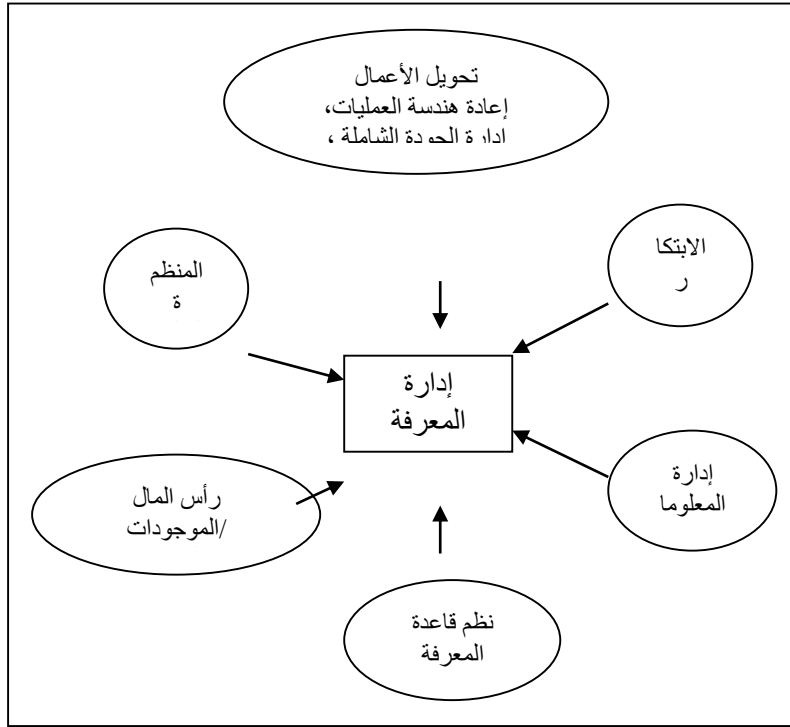 تحويل الأعمال
إعادة هندسة العمليات،
ادارة الجودة الشاملة ،
الابتكا
ر
المنظم
ة
إدارة
المعرفة
إدارة
المعلوما
رأس المال
/الموجودات
نظم قاعدة
المعرفة